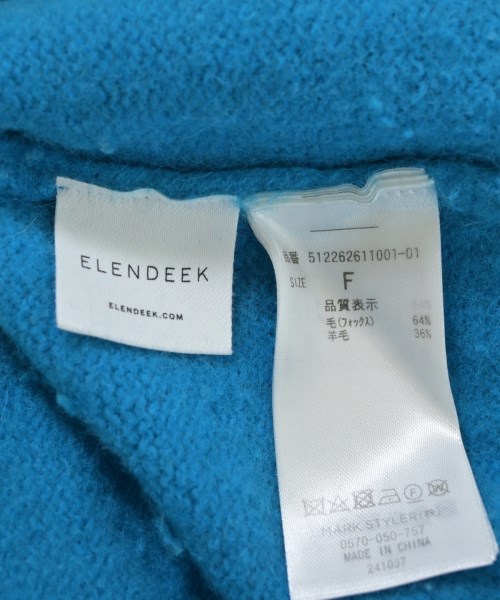 ELENDEEK
ELENDEEK.COM
品番 512262611001-01
SIZE F
品質表示
毛(フォックス) 64%
羊毛 36%
MARK STYLER(株)
0570-050-757
MADE IN CHINA
241037